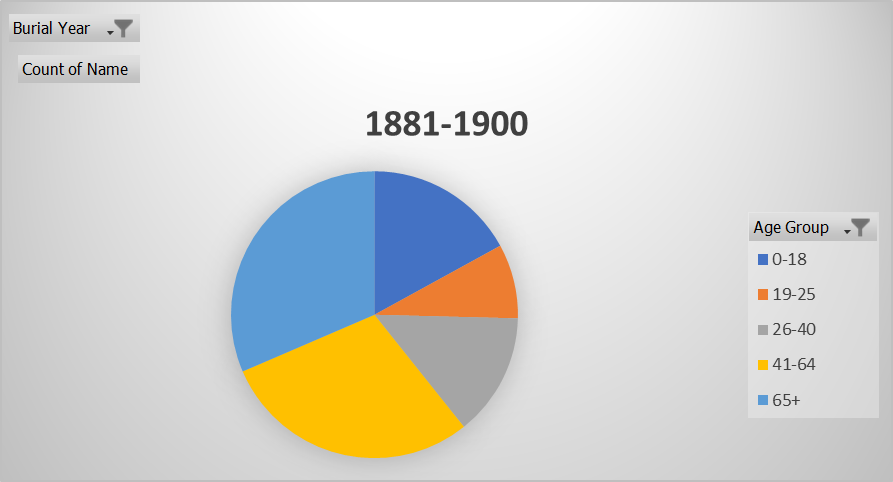 Burial Year
Count of Name
1881-1900
Age Group
0-18
19-25
26-40
41-64
65+